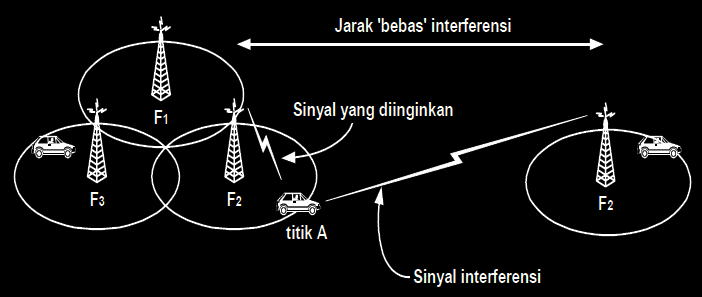 Jarak 'bebas' interferensi
F1
Sinyal yang diinginkan
F3
F2
F2
titik A
Sinyal interferensi